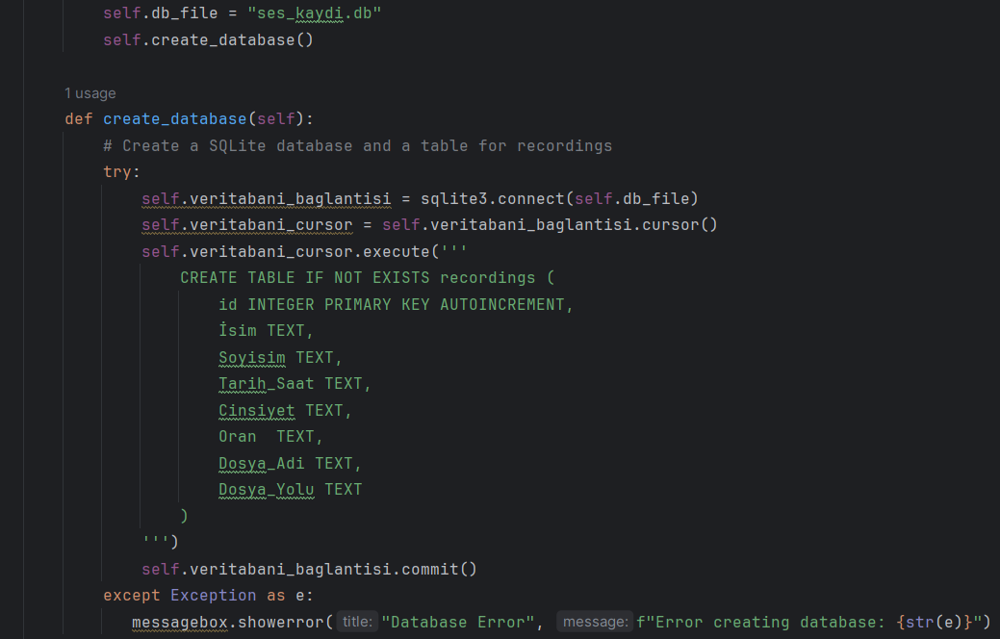 self.db_file = "ses_kaydi.db"
self.create_database()
1 usage
def create_database(self):
# Create a SQLite database and a table for recordings
try:
self.veritabani_baglantisi = sqlite3.connect(self.db_file)
self.veritabani_cursor = self.veritabani_baglantisi.cursor()
self.veritabani_cursor.execute('''
CREATE TABLE IF NOT EXISTS recordings (
id INTEGER PRIMARY KEY AUTOINCREMENT,
İsim TEXT,
Soyisim TEXT,
Tarih_Saat TEXT,
Cinsiyet TEXT,
Oran  TEXT,
Dosya_Adi TEXT,
Dosya_Yolu TEXT
)
''')
self.veritabani_baglantisi.commit()
except Exception as e:
messagebox.showerror( title: "Database Error", message: f"Error creating database: {str(e)}")